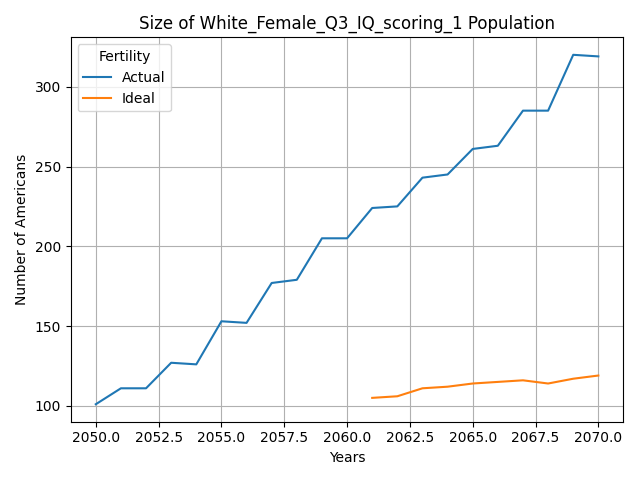 Size of White_Female_Q3_IQ_scoring_1 Population
Fertility
Actual
Ideal
Number of Americans
300
250
200
150
100
2050.0 2052.5 2055.0 2057.5 2060.0 2062.5 2065.0 2067.5 2070.0
Years